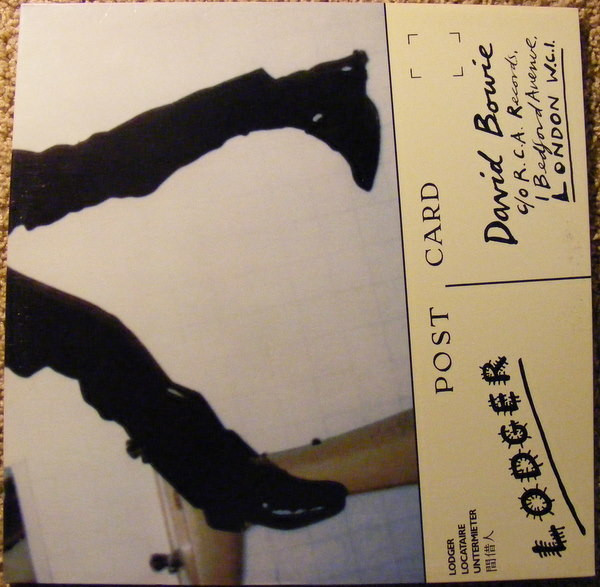 POST CARD
LODGER
LOCATAIRE
UNTERMIETER
間借人
LODGER
David Bowie
c/o R.C.A. Records,
1 Bedford Avenue,
LONDON W.C.1.